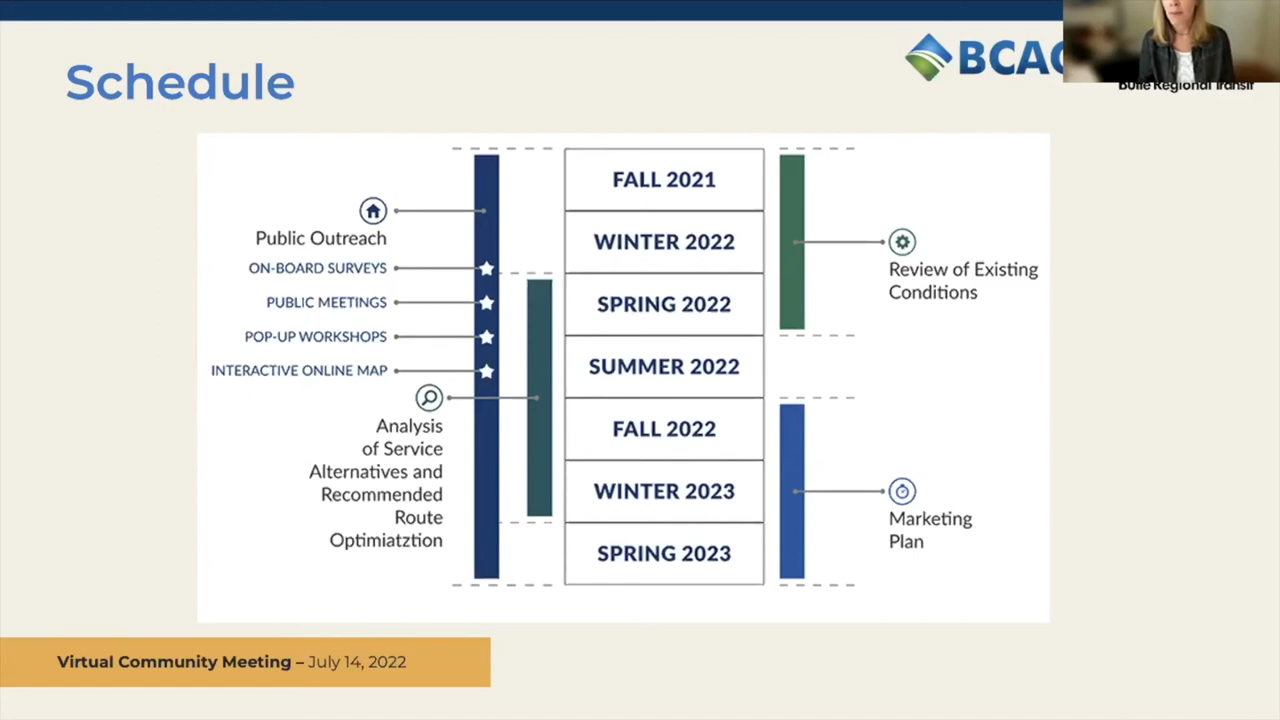 Schedule
BCAG
Butte Regional Transit
FALL 2021
WINTER 2022
SPRING 2022
SUMMER 2022
FALL 2022
WINTER 2023
SPRING 2023
Public Outreach
ON-BOARD SURVEYS
PUBLIC MEETINGS
POP-UP WORKSHOPS
INTERACTIVE ONLINE MAP
Analysis
of Service
Alternatives and
Recommended
Route
Optimiatztion
Review of Existing
Conditions
Marketing
Plan
Virtual Community Meeting – July 14, 2022